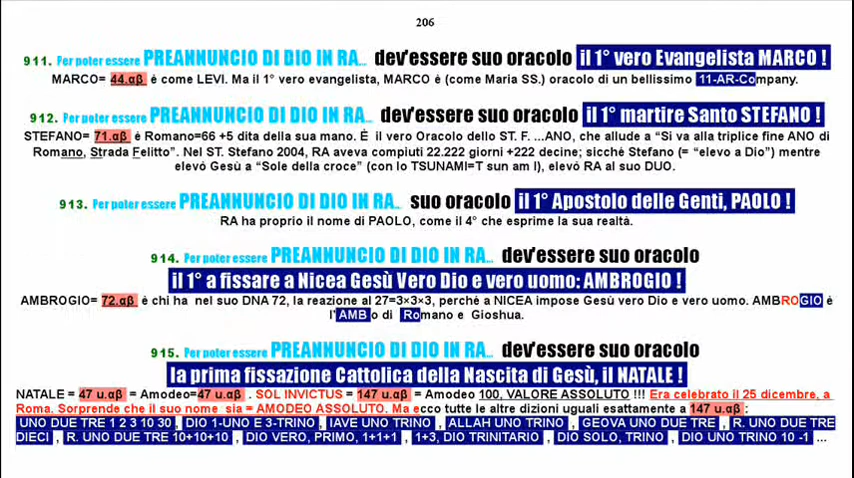 206
911. Per poter essere PREANNUNCIO DI DIO IN RA... dev'essere suo oracolo il 1° vero Evangelista MARCO !
MARCO= 44.αβ è come LEVI. Ma il 1° vero evangelista, MARCO è (come Maria SS.) oracolo di un bellissimo 11-AR-Company.
912. Per poter essere PREANNUNCIO DI DIO IN RA... dev'essere suo oracolo il 1° martire Santo STEFANO !
STEFANO= 71.αβ è Romano=66 +5 dita della sua mano. È il vero Oracolo dello ST. F. ...ANO, che allude a “Si va alla triplice fine ANO di
Romano, Strada Felitto”. Nel ST. Stefano 2004, RA aveva compiuti 22.222 giorni +222 decine; sicché Stefano (= “elevo a Dio”) mentre
elevò Gesù a “Sole della croce” (con lo TSUNAMI=T sun am I), elevò RA al suo DUO.
913. Per poter essere PREANNUNCIO DI DIO IN RA... suo oracolo il 1° Apostolo delle Genti, PAOLO !
RA ha proprio il nome di PAOLO, come il 4° che esprime la sua realtà.
914. Per poter essere PREANNUNCIO DI DIO IN RA... dev'essere suo oracolo
il 1° a fissare a Nicea Gesù Vero Dio e vero uomo: AMBROGIO !
AMBROGIO= 72.αβ è chi ha nel suo DNA 72, la reazione al 27=3×3×3, perché a NICEA impose Gesù vero Dio e vero uomo. AMBROGIO è
l'AMBo di Romano e Gioshua.
915. Per poter essere PREANNUNCIO DI DIO IN RA... dev'essere suo oracolo
la prima fissazione Cattolica della Nascita di Gesù, il NATALE !
NATALE = 47 u.αβ = Amodeo=47 u.αβ . SOL INVICTUS = 147 u.αβ = Amodeo 100, VALORE ASSOLUTO !!! Era celebrato il 25 dicembre, a
Roma. Sorprende che il suo nome sia = AMODEO ASSOLUTO. Ma ecco tutte le altre dizioni uguali esattamente a 147 u.αβ :
UNO DUE TRE 1 2 3 10 30 , DIO 1-UNO E 3-TRINO , IAVE UNO TRINO , ALLAH UNO TRINO , GEOVA UNO DUE TRE , R. UNO DUE TRE
DIECI , R. UNO DUE TRE 10+10+10 , DIO VERO, PRIMO, 1+1+1 , 1+3, DIO TRINITARIO , DIO SOLO, TRINO , DIO UNO TRINO 10 -1 ...